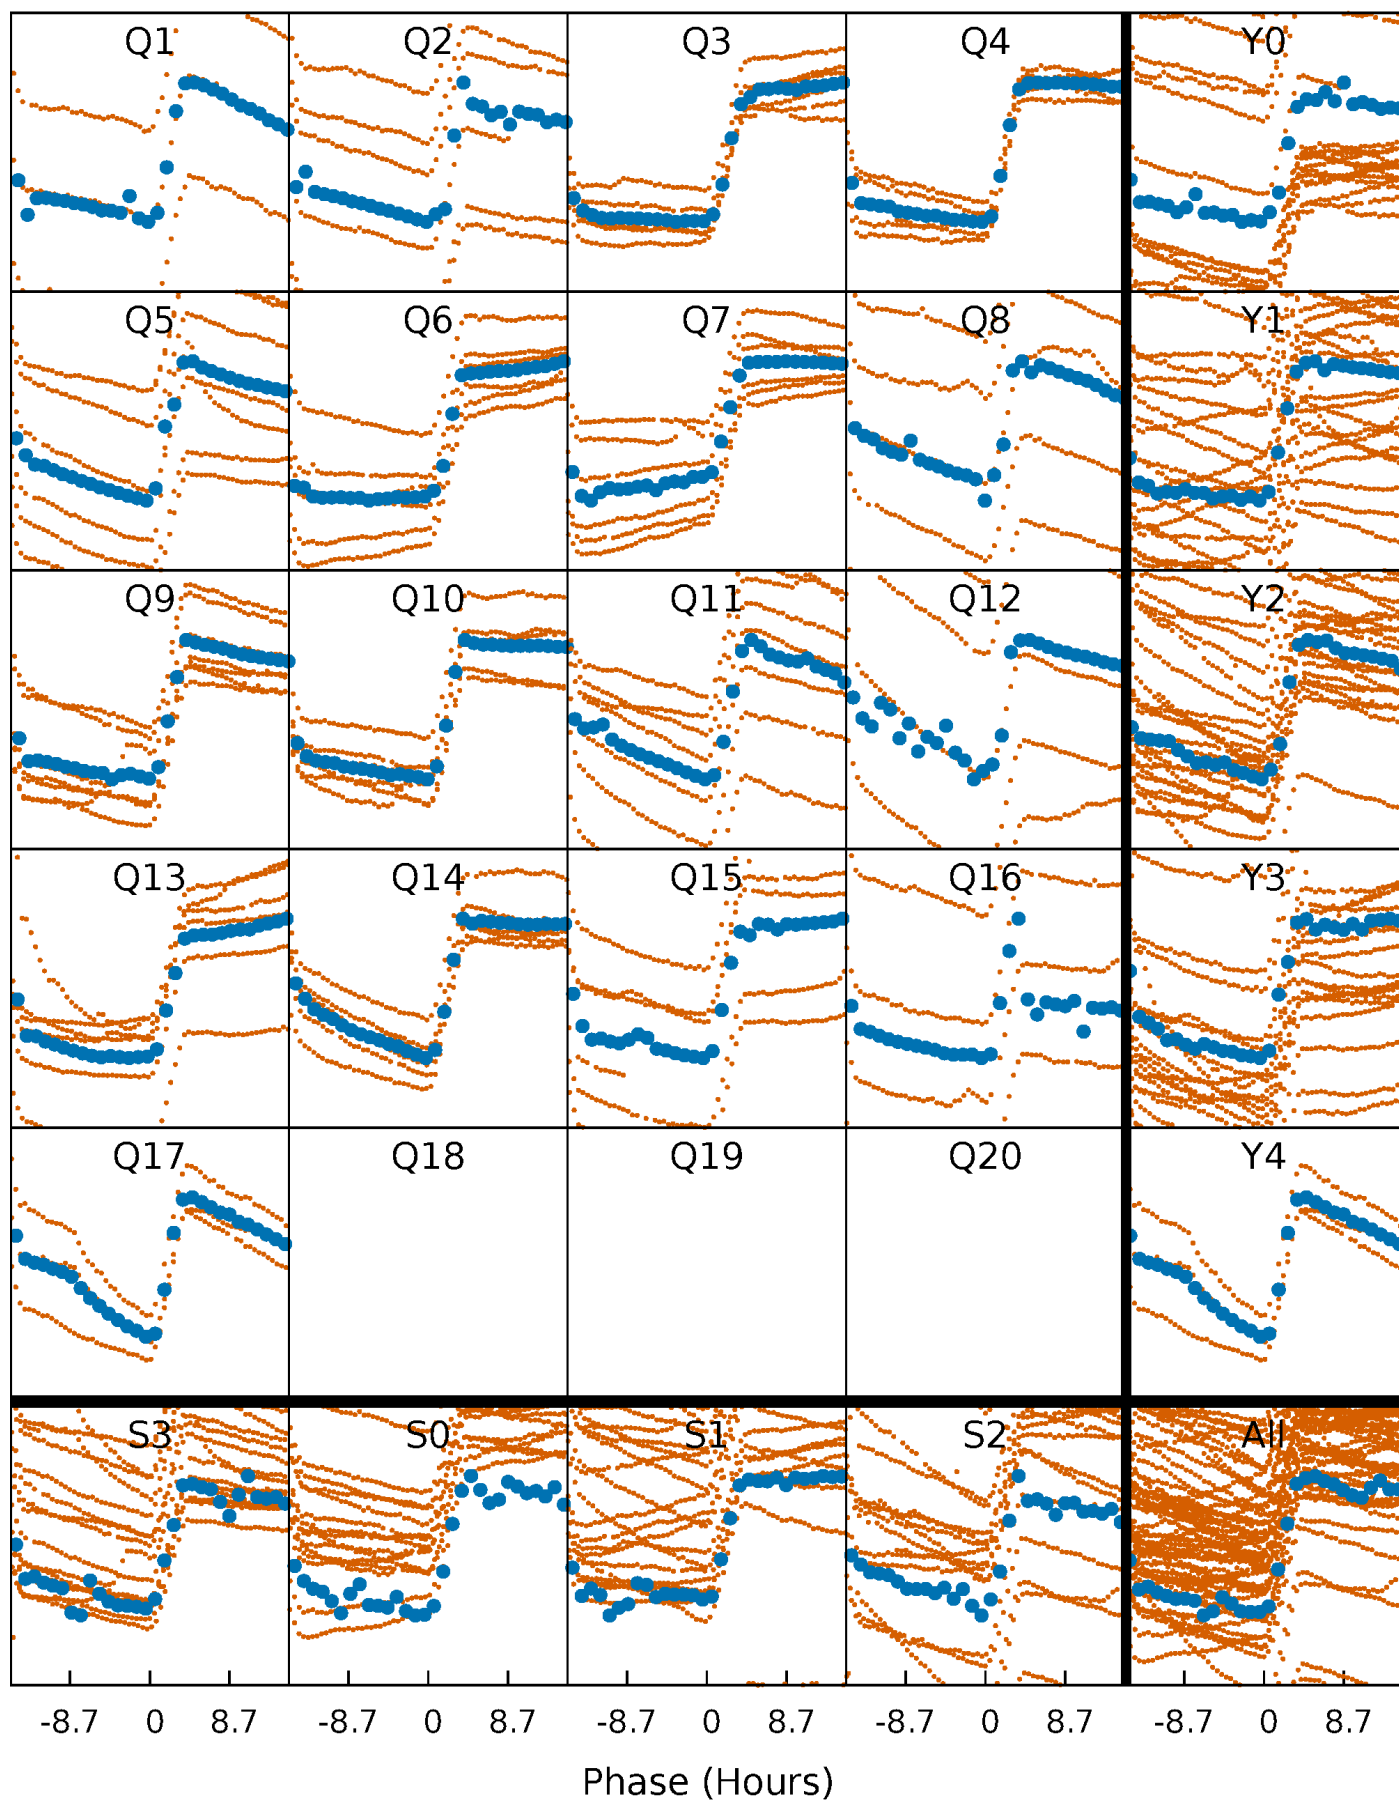 Q1 Q2 Q3 Q4 Y0
Q5 Q6 Q7 Q8 Y1
Q9 Q10 Q11 Q12 Y2
Q13 Q14 Q15 Q16 Y3
Q17 Q18 Q19 Q20 Y4
S3 S0 S1 S2 All
-8.7 0 8.7 -8.7 0 8.7 -8.7 0 8.7 -8.7 0 8.7 -8.7 0 8.7
Phase (Hours)